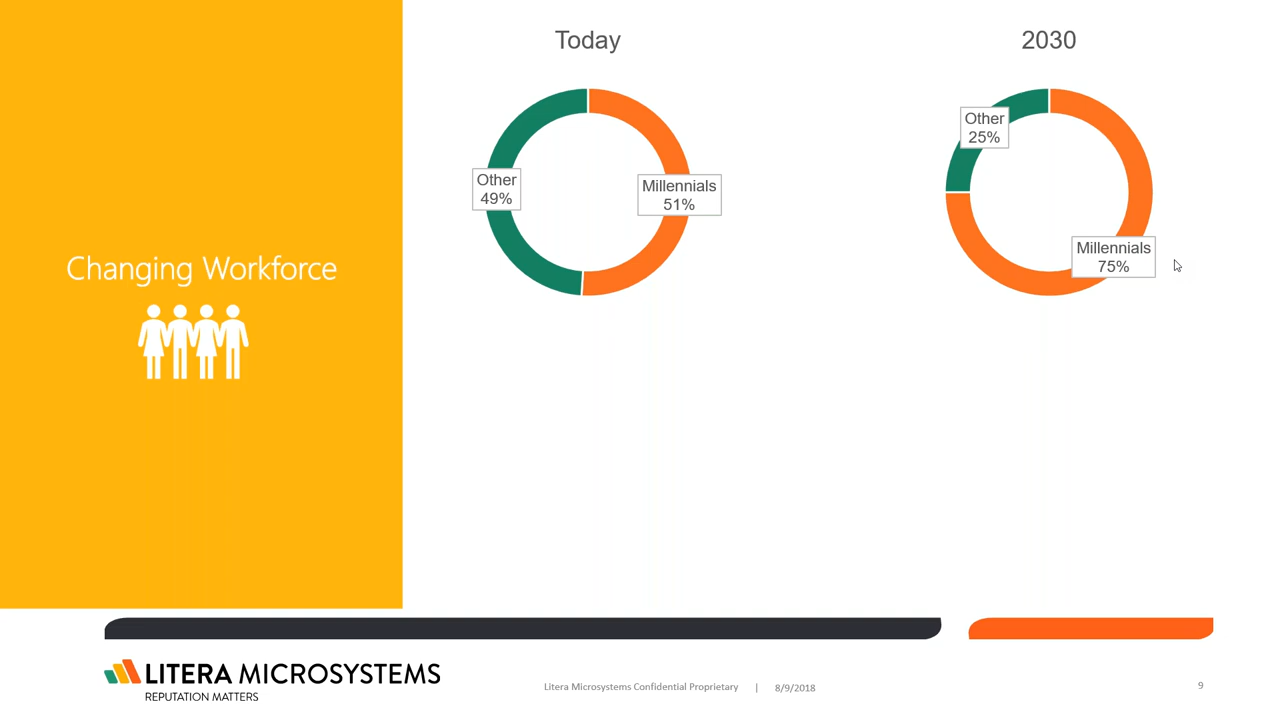 Today
2030
Other
49%
Millennials
51%
Other
25%
Millennials
75%
Changing Workforce
LITERA MICROSYSTEMS
REPUTATION MATTERS
Litera Microsystems Confidential Proprietary | 8/9/2018
9